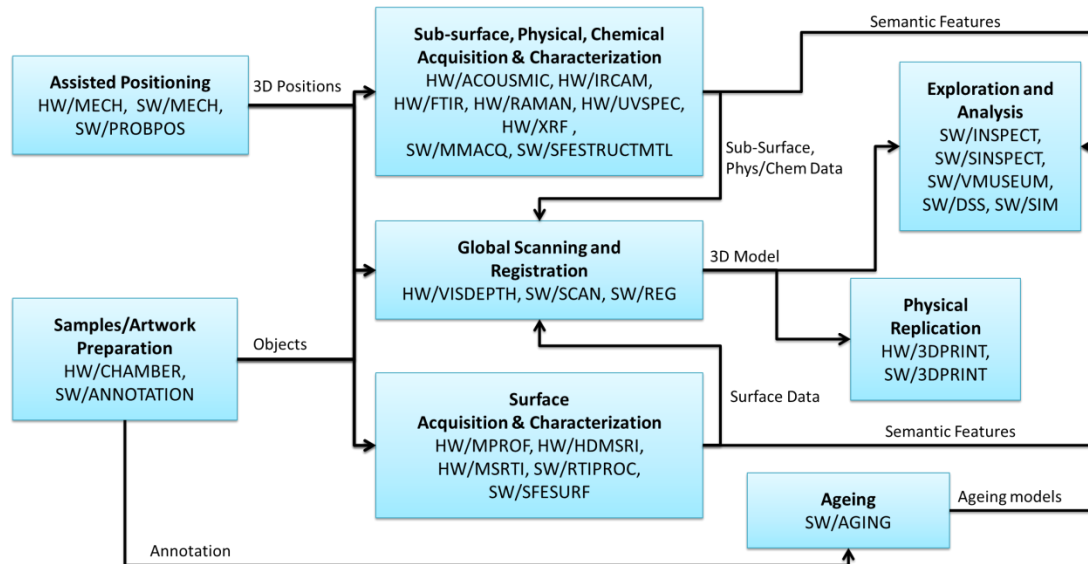 Sub-surface, Physical, Chemical
Acquisition & Characterization
HW/ACOUSMIC, HW/IRCAM,
HW/FTIR, HW/RAMAN, HW/UVSPEC,
HW/XRF ,
SW/MMACQ, SW/SFESTRUCTMTL
Semantic Features
Assisted Positioning
HW/MECH, SW/MECH,
SW/PROBPOS
3D Positions
Exploration and
Analysis
SW/INSPECT,
SW/SINSPECT,
SW/VMUSEUM,
SW/DSS, SW/SIM
Sub-Surface,
Phys/Chem Data
Global Scanning and
Registration
HW/VISDEPTH, SW/SCAN, SW/REG
3D Model
Samples/Artwork
Preparation
HW/CHAMBER,
SW/ANNOTATION
Objects
Physical
Replication
HW/3DPRINT,
SW/3DPRINT
Surface
Acquisition & Characterization
HW/MPROF, HW/HDMSRI,
HW/MSRTI, SW/RTIPROC,
SW/SFESURF
Surface Data
Semantic Features
Ageing
SW/AGING
Ageing models
Annotation